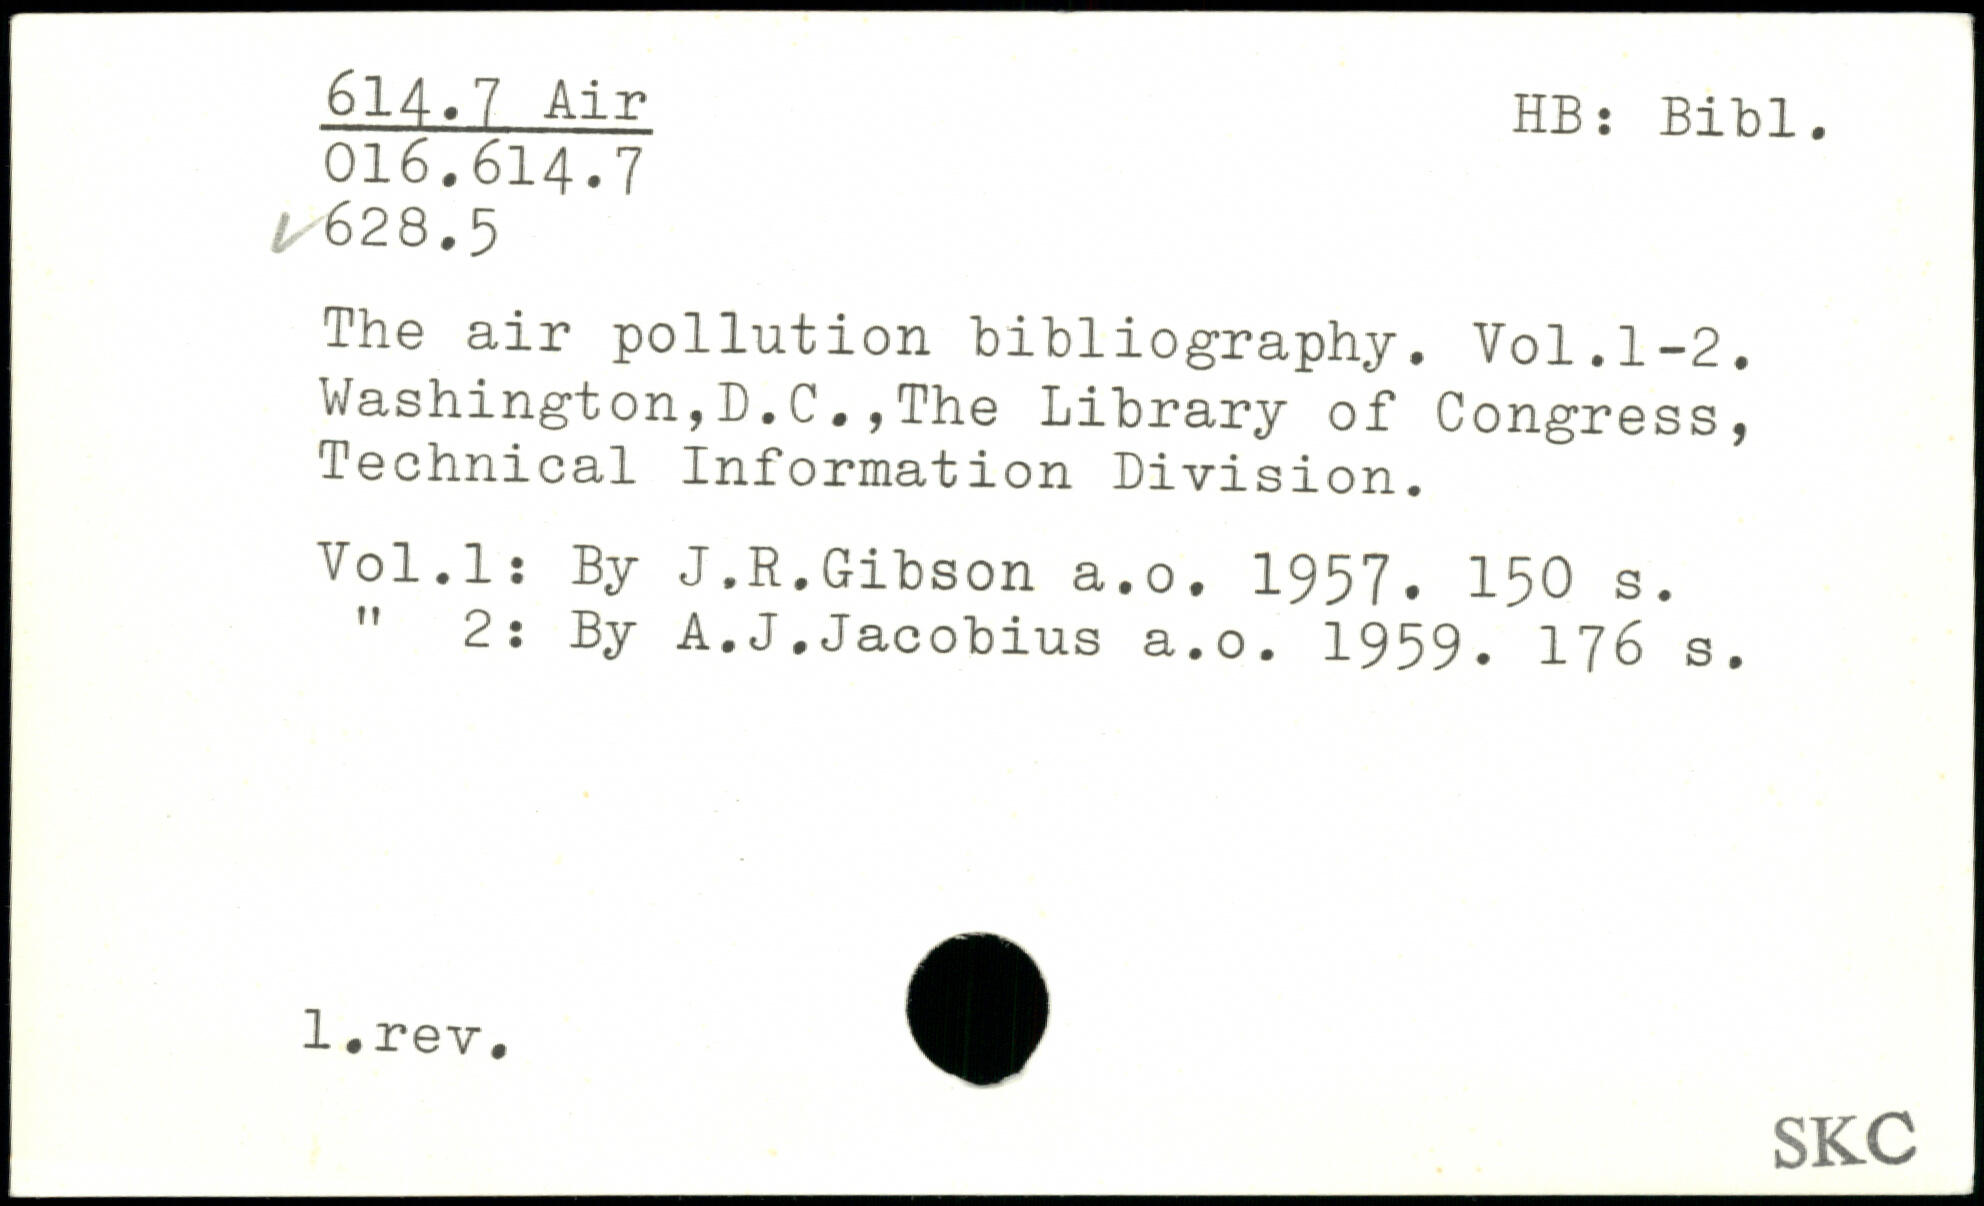 614.7 Air
HB: Bibl.
016.614.7
628.5
The air pollution bibliography. Vol.1-2.
Washington,D.C.,The Library of Congress,
Technical Information Division.
Vol.1: By J.R.Gibson a.o. 1957. 150 s.
" 2: By A.J.Jacobius a.o. 1959. 176 s.
1.rev.
SKC